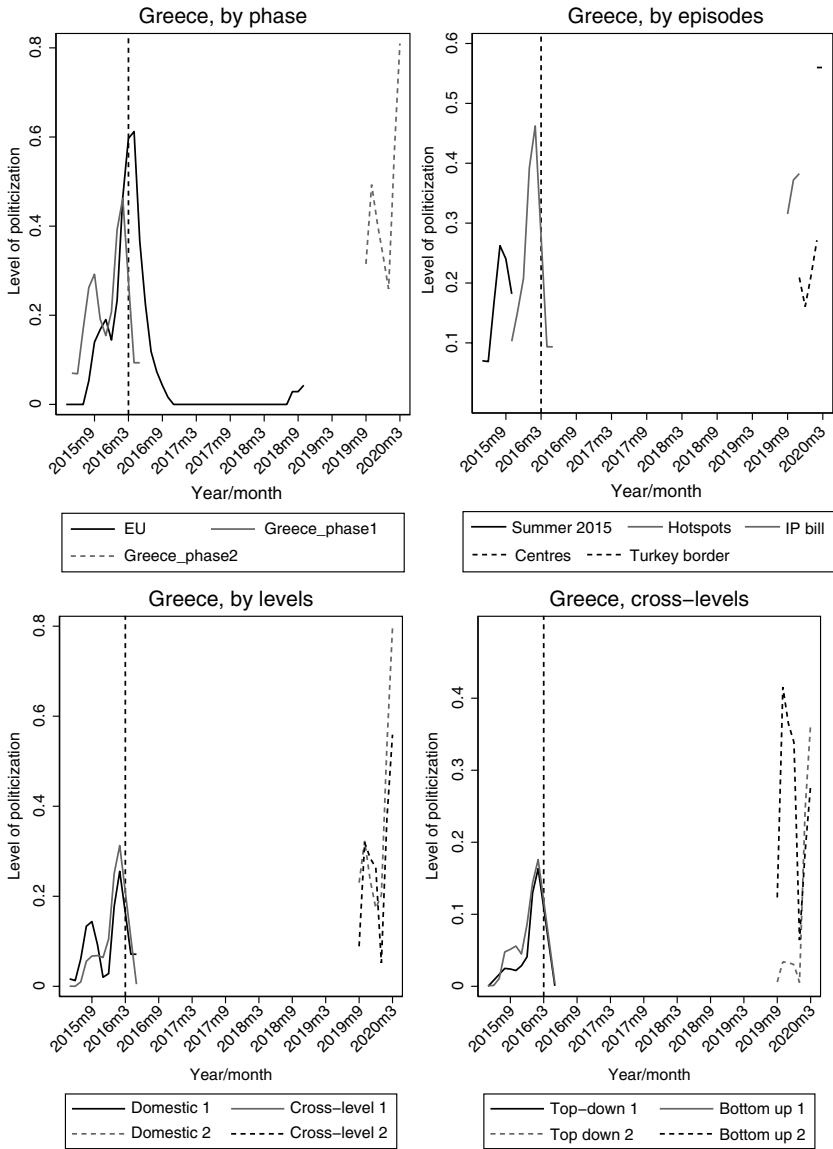 Greece, by phase
0.8
0.6
0.4
0.2
0
Level of politicization
2015m9
2016m3
2016m9
2017m3
2017m9
2018m3
2018m9
2019m3
2019m9
2020m3
Year/month
EU
Greece_phase1
Greece_phase2
Greece, by episodes
0.6
0.5
0.4
0.3
0.2
0.1
Level of politicization
2015m9
2016m3
2016m9
2017m3
2017m9
2018m3
2018m9
2019m3
2019m9
2020m3
Year/month
Summer 2015
Hotspots
IP bill
Centres
Turkey border
Greece, by levels
0.8
0.6
0.4
0.2
0
Level of politicization
2015m9
2016m3
2016m9
2017m3
2017m9
2018m3
2018m9
2019m3
2019m9
2020m3
Year/month
Domestic 1
Cross−level 1
Domestic 2
Cross−level 2
Greece, cross−levels
0.4
0.3
0.2
0.1
0
Level of politicization
2015m9
2016m3
2016m9
2017m3
2017m9
2018m3
2018m9
2019m3
2019m9
2020m3
Year/month
Top−down 1
Bottom up 1
Top down 2
Bottom up 2